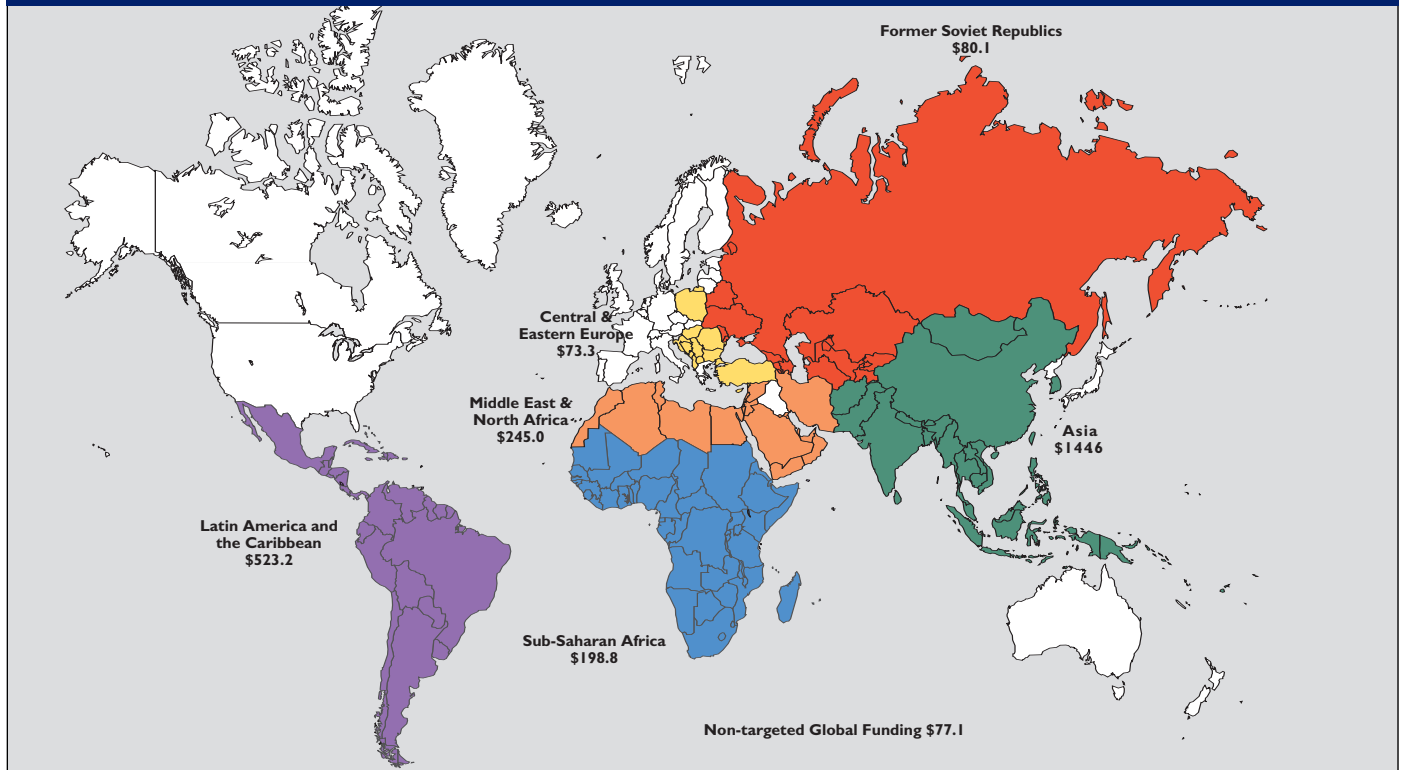 Former Soviet Republics
$80.1
Central &
Eastern Europe
$73.3
Middle East &
North Africa
$245.0
Asia
$1446
Latin America and
the Caribbean
$523.2
Sub-Saharan Africa
$198.8
Non-targeted Global Funding $77.1